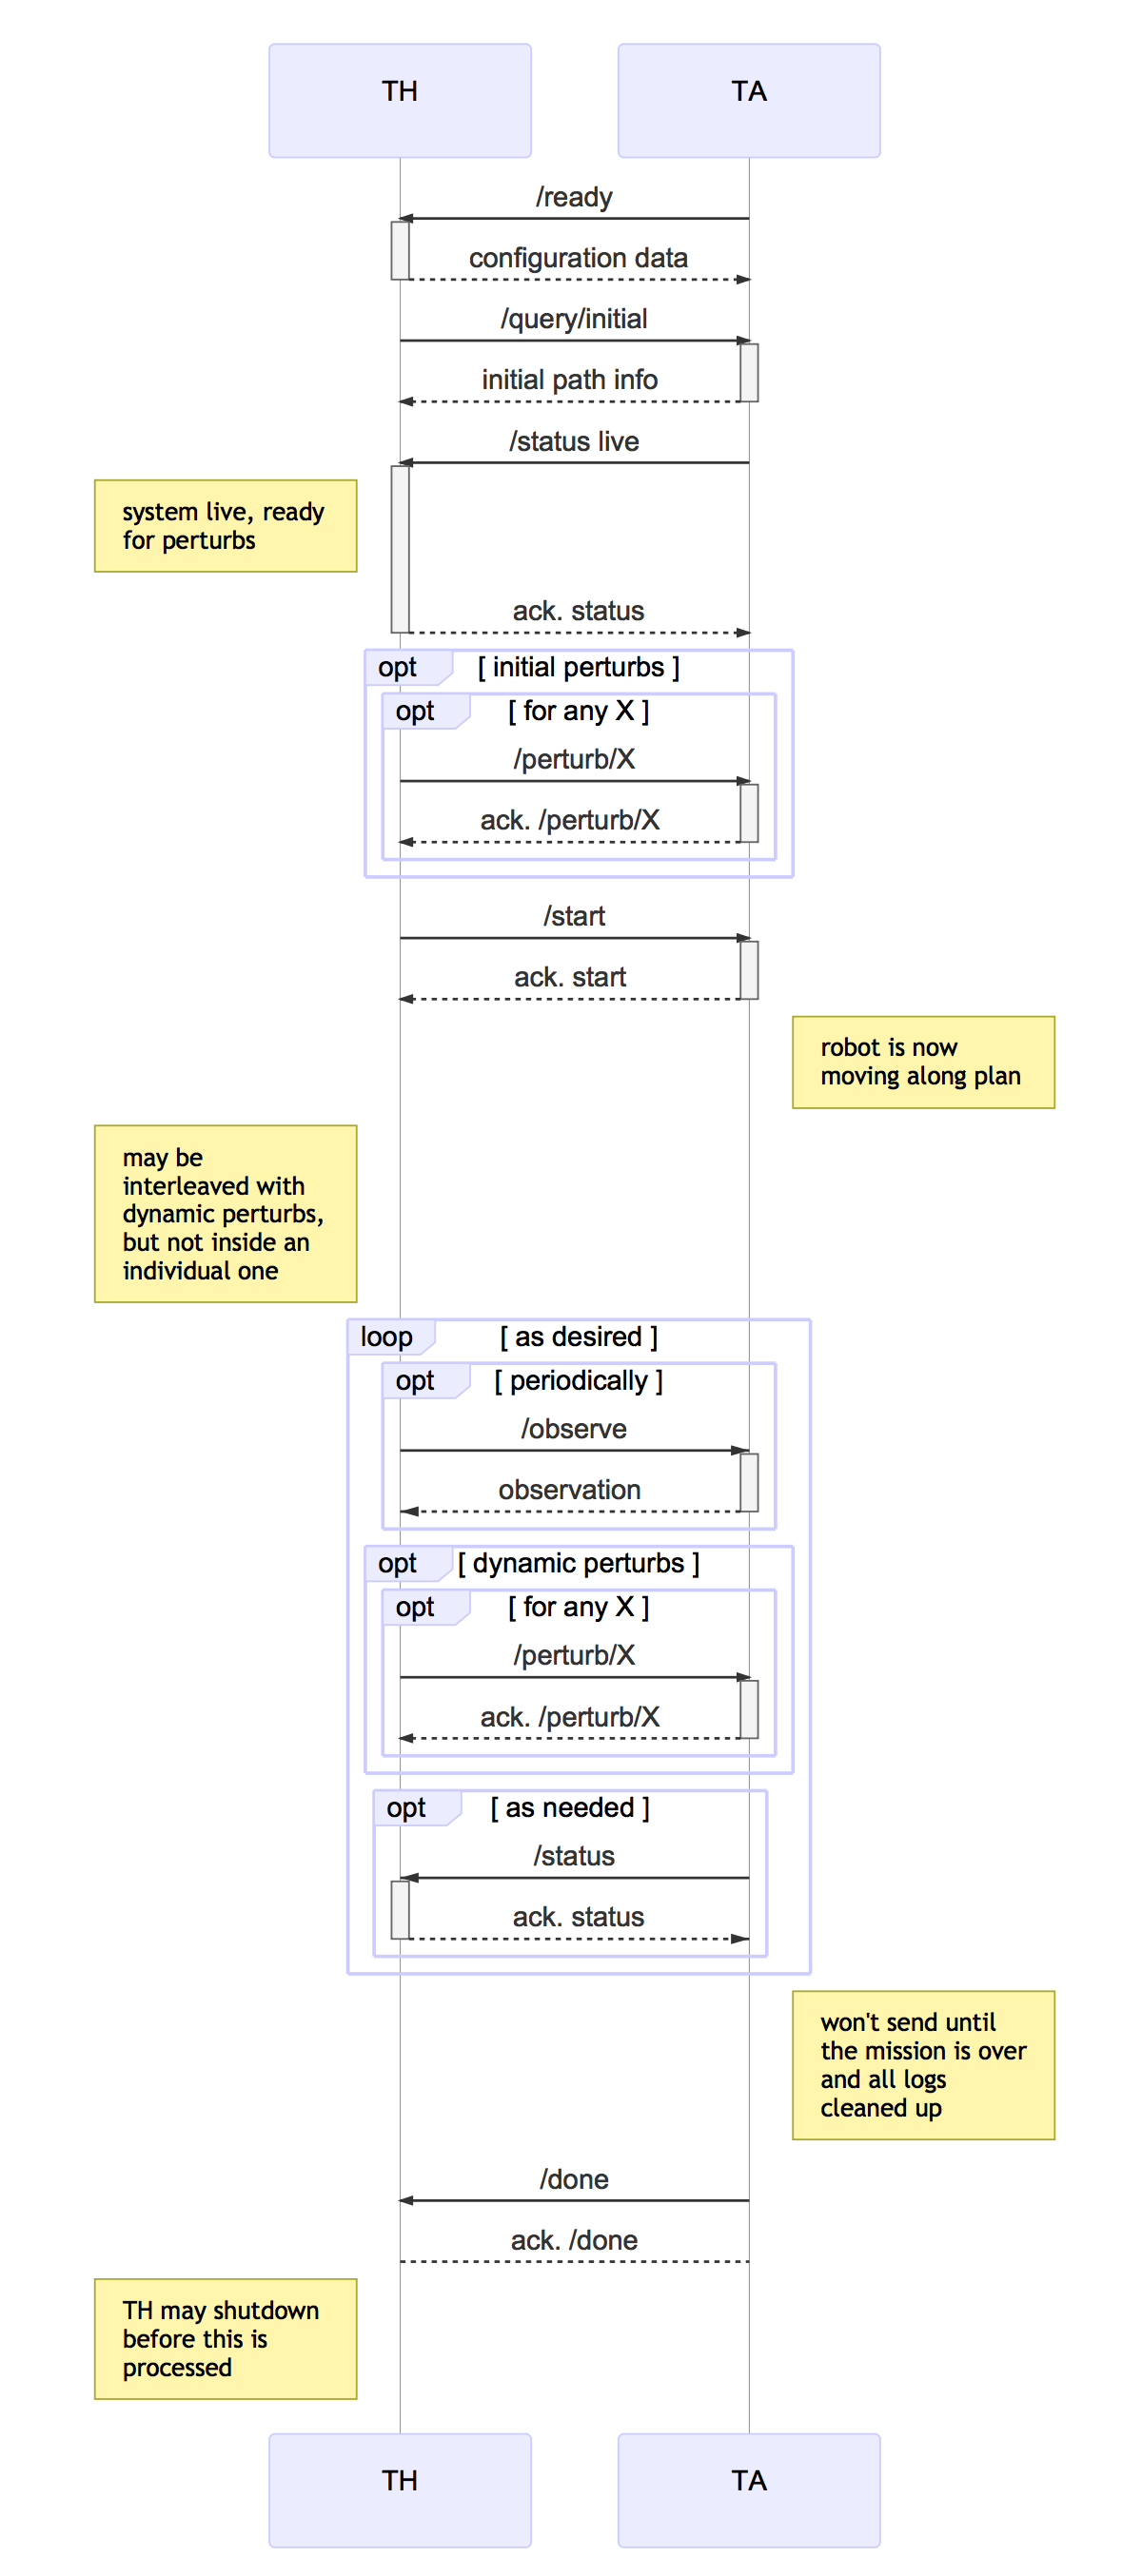 TH
TA
/ready
configuration data
/query/initial
initial path info
/status live
system live, ready
for perturbs
ack. status
opt
[ initial perturbs ]
opt
[ for any X ]
/perturb/X
ack. /perturb/X
/start
ack. start
robot is now
moving along plan
may be
interleaved with
dynamic perturbs,
but not inside an
individual one
loop
[ as desired ]
opt
[ periodically ]
/observe
observation
opt
[ dynamic perturbs ]
opt
[ for any X ]
/perturb/X
ack. /perturb/X
opt
[ as needed ]
/status
ack. status
won't send until
the mission is over
and all logs
cleaned up
/done
ack. /done
TH may shutdown
before this is
processed
TH
TA